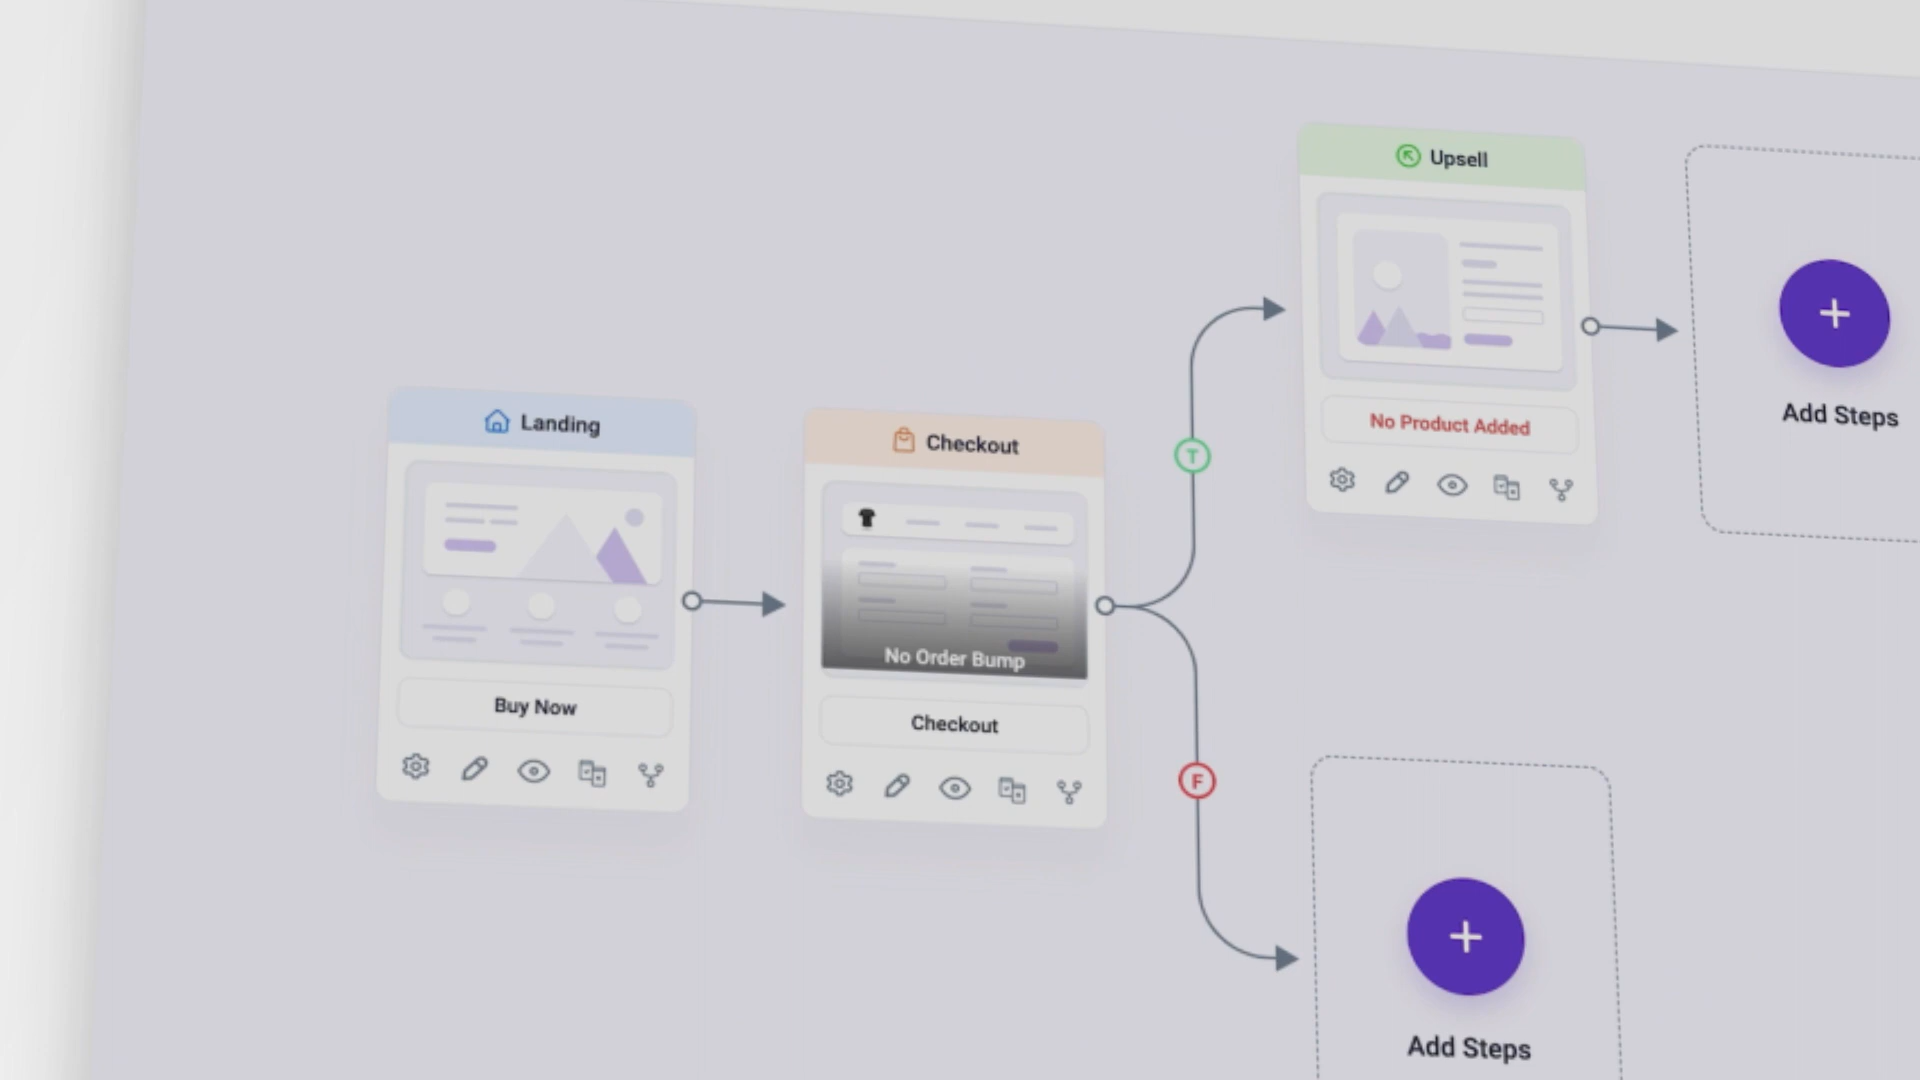 Upsell
No Product Added
Add Steps
Landing
Buy Now
Checkout
No Order Bump
Checkout
T
F
Add Steps